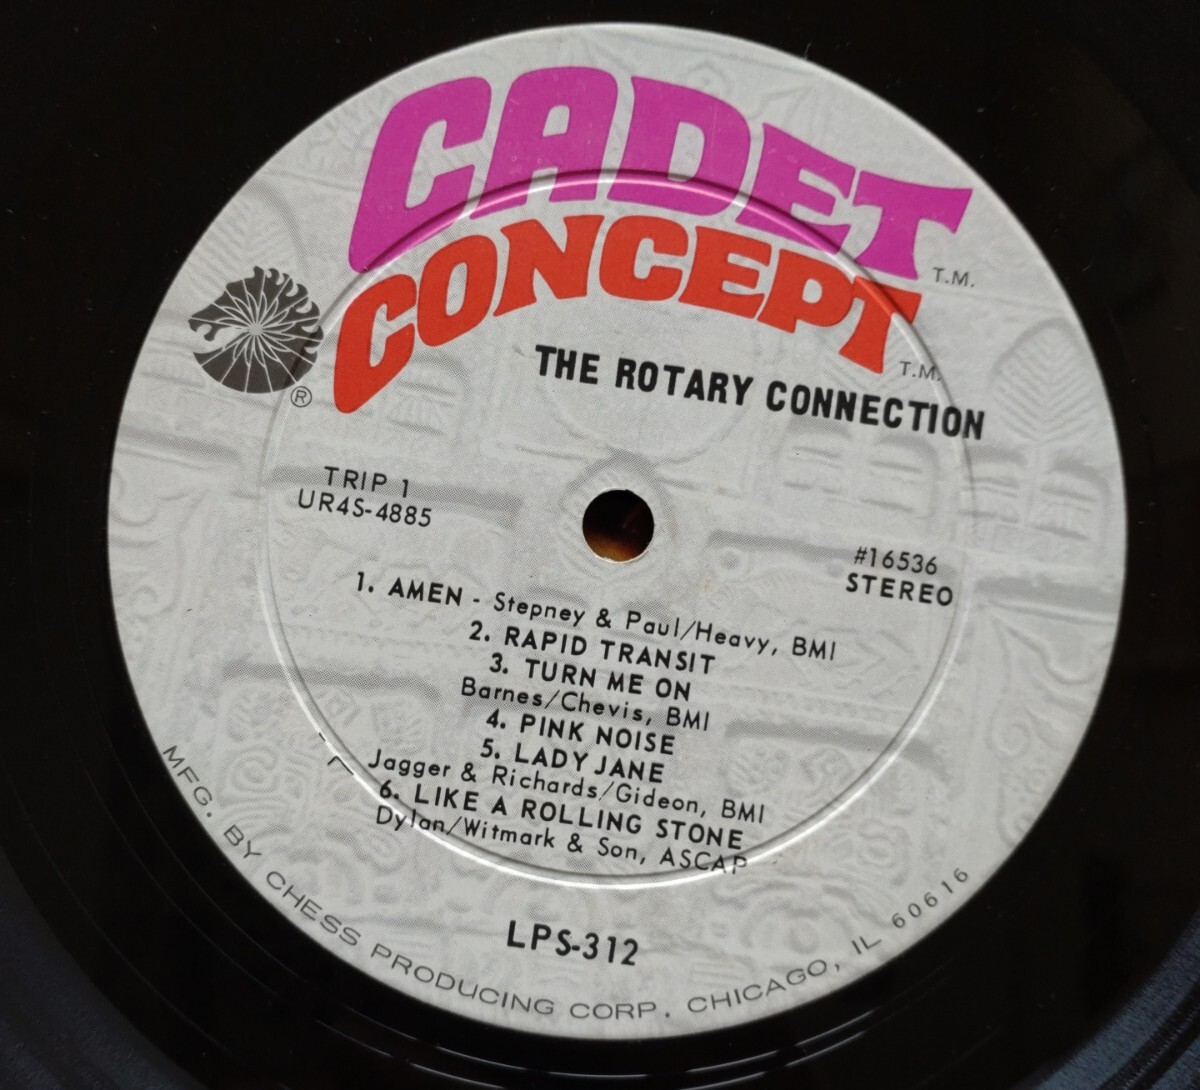 CADET
T.M.
CONCEPT
T.M.
®
THE ROTARY CONNECTION
TRIP 1
UR4S-4885
#16536
STEREO
1. AMEN - Stepney & Paul/Heavy, BMI
2. RAPID TRANSIT
3. TURN ME ON
Barnes/Chevis, BMI
4. PINK NOISE
5. LADY JANE
Jagger & Richards/Gideon, BMI
6. LIKE A ROLLING STONE
Dylan/Witmark & Son, ASCAP
LPS-312
MFG. BY CHESS PRODUCING CORP. CHICAGO, IL 60616